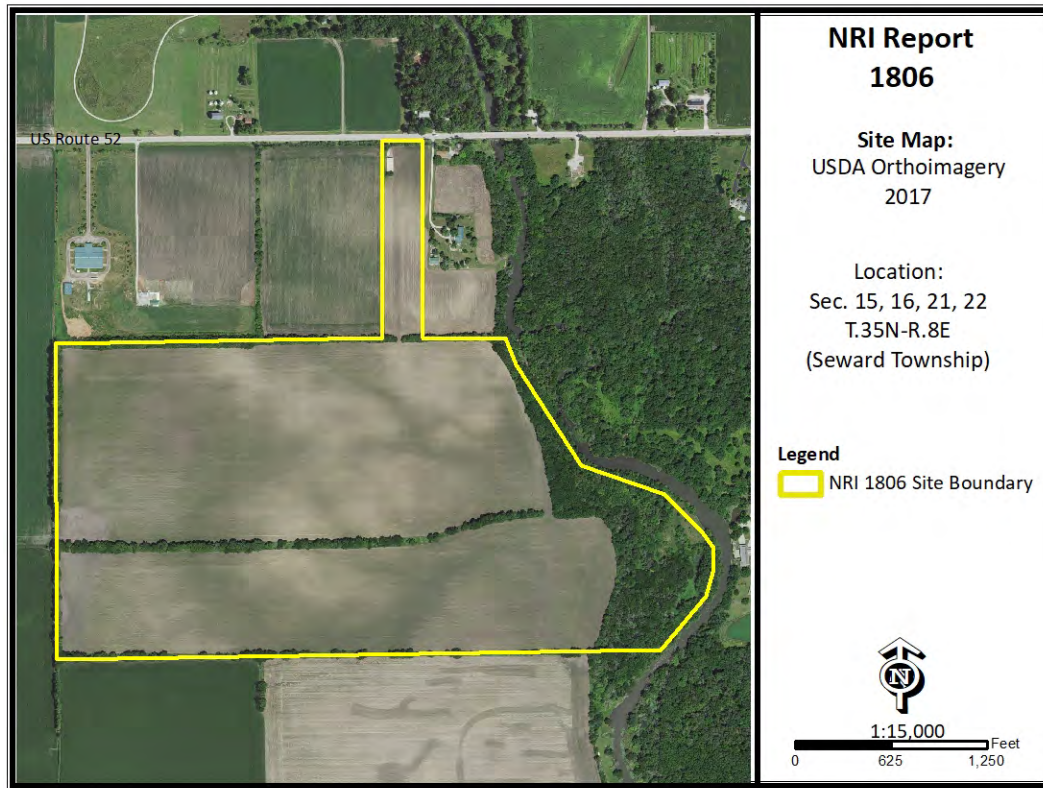 US Route 52
NRI Report
1806
Site Map:
USDA Orthoimagery
2017
Location:
Sec. 15, 16, 21, 22
T.35N-R.8E
(Seward Township)
Legend
NRI 1806 Site Boundary
N
1:15,000
Feet
0 625 1,250